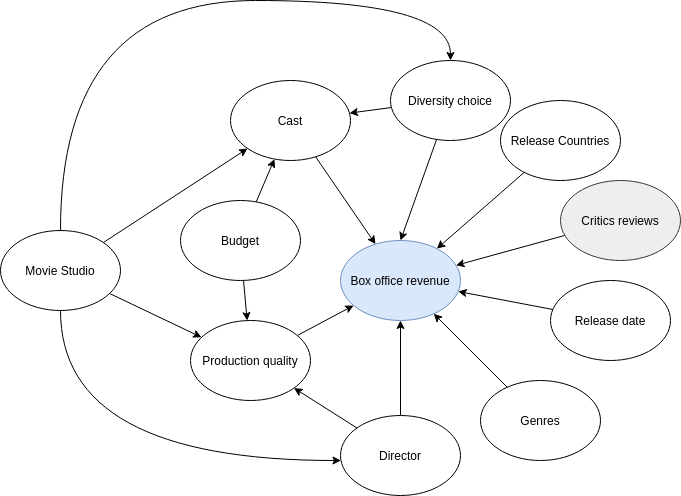 Diversity choice
Cast
Release Countries
Critics reviews
Budget
Movie Studio
Box office revenue
Release date
Production quality
Genres
Director